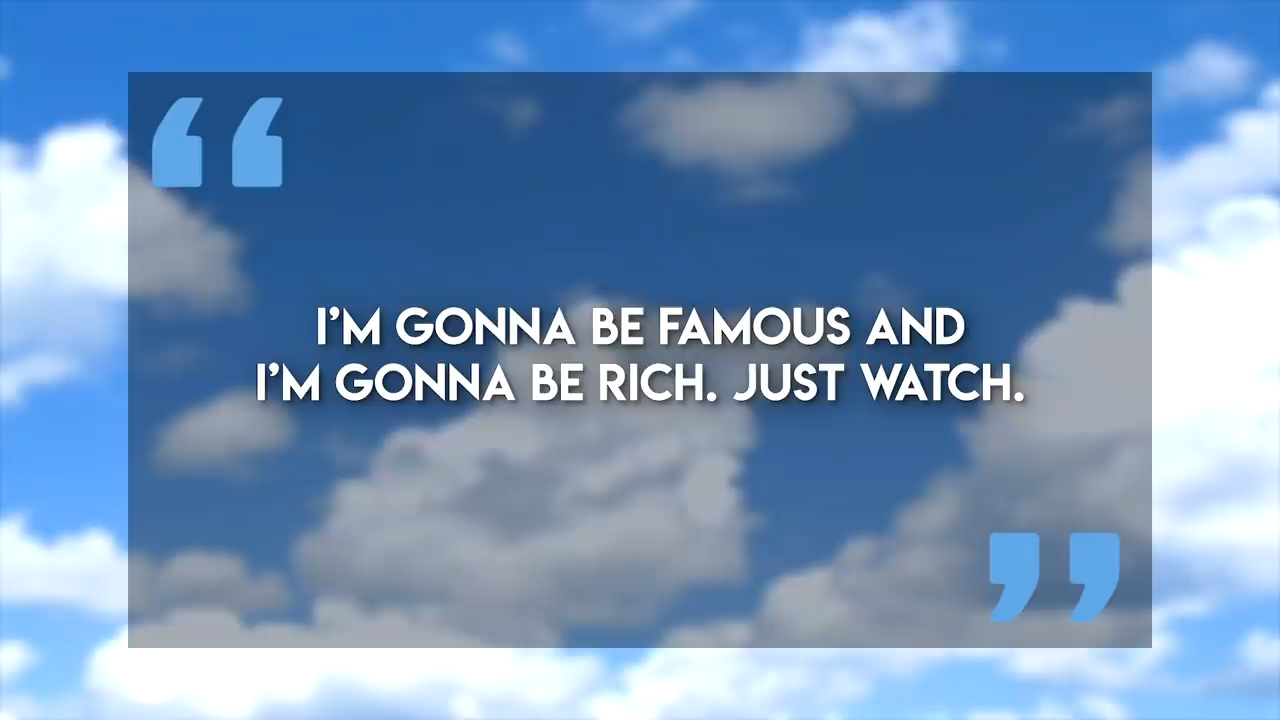 “
I’M GONNA BE FAMOUS AND
I’M GONNA BE RICH. JUST WATCH.
”